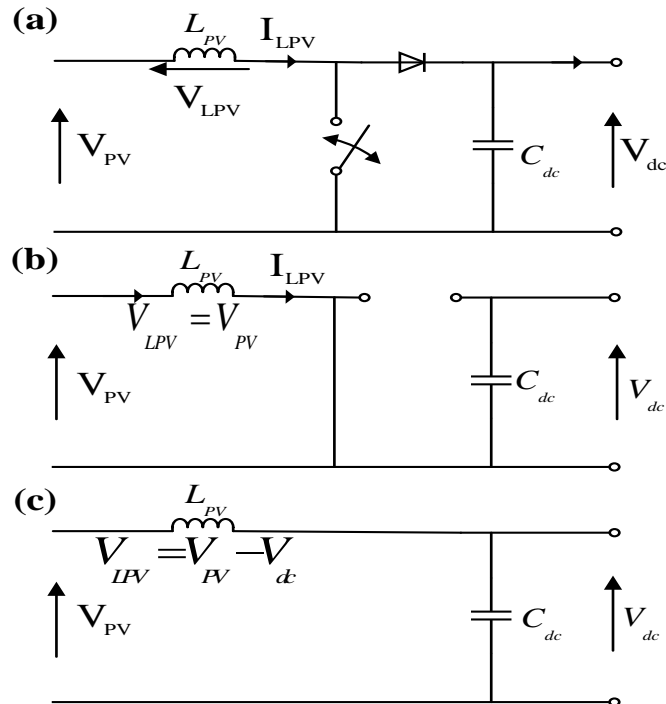 (a)
L_PV
I_LPV
V_LPV
V_PV
C_dc
V_dc
(b)
L_PV
I_LPV
V_LPV = V_PV
V_PV
C_dc
V_dc
(c)
L_PV
V_LPV = V_PV − V_dc
V_PV
C_dc
V_dc